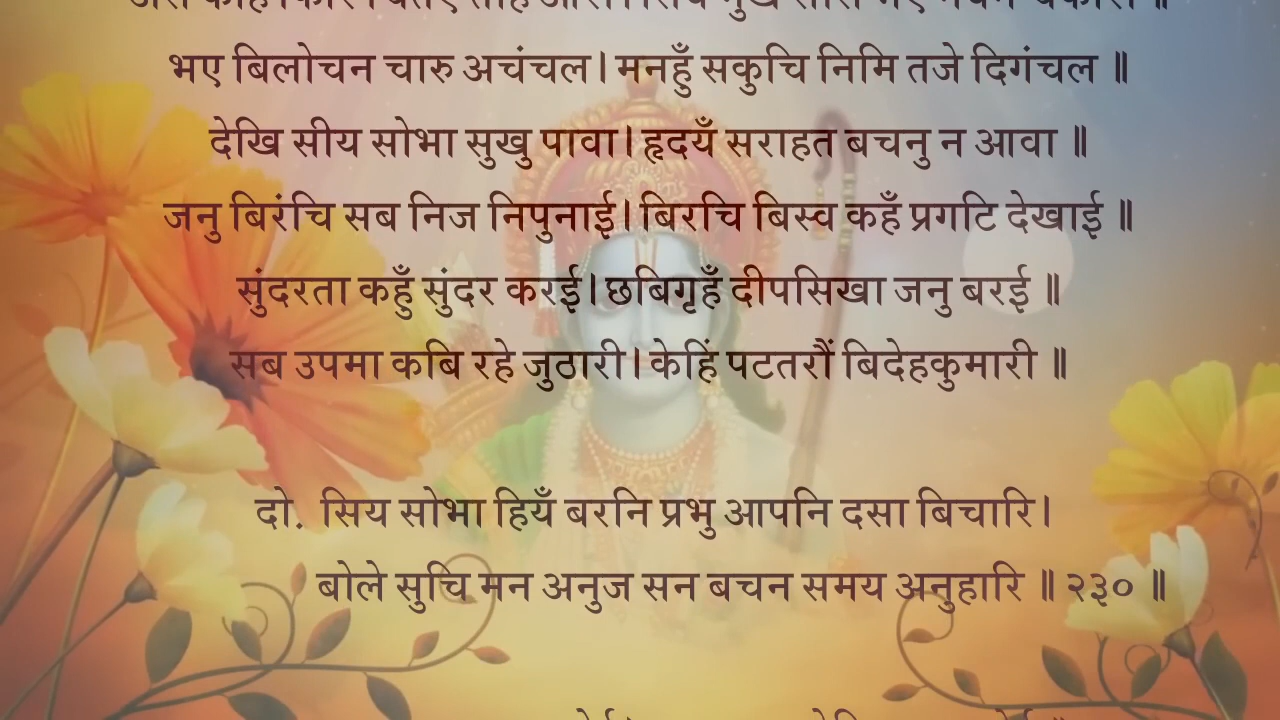 भए बिलोचन चारु अचंचल। मनहुँ सकुचि निमि तजे दिगंचल ॥
देखि सीय सोभा सुखु पावा। हृदयँ सराहत बचनु न आवा ॥
जनु बिरंचि सब निज निपुनाई। बिरचि बिस्व कहँ प्रगटि देखाई ॥
सुंदरता कहुँ सुंदर करई। छबिगृहँ दीपसिखा जनु बरई ॥
सब उपमा कबि रहे जुठारी। केहिं पटतरौं बिदेहकुमारी ॥
दो. सिय सोभा हियँ बरनि प्रभु आपनि दसा बिचारि।
बोले सुचि मन अनुज सन बचन समय अनुहारि ॥ २३० ॥